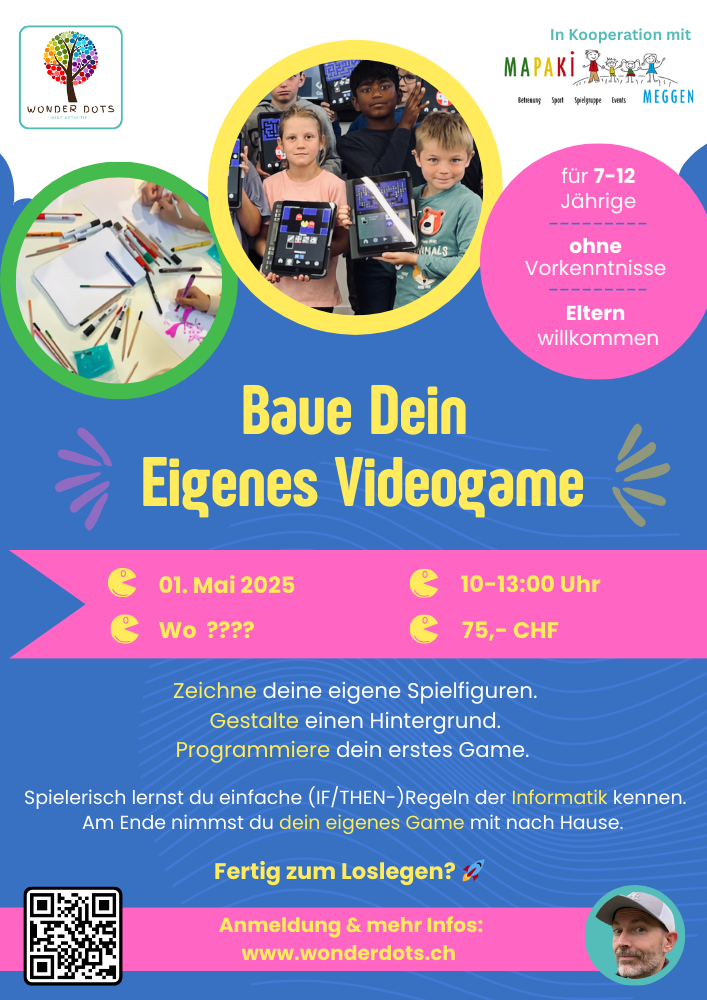 WONDER DOTS
In Kooperation mit
MAPAKI
Betreuung Sport Spielgruppe Events
MEGGEN
für 7-12
Jährige
ohne
Vorkenntnisse
Eltern
willkommen
Baue Dein
Eigenes Videogame
01. Mai 2025
10-13:00 Uhr
Wo ????
75,- CHF
Zeichne deine eigene Spielfiguren.
Gestalte einen Hintergrund.
Programmiere dein erstes Game.
Spielerisch lernst du einfache (IF/THEN-)Regeln der Informatik kennen.
Am Ende nimmst du dein eigenes Game mit nach Hause.
Fertig zum Loslegen? 🚀
Anmeldung & mehr Infos:
www.wonderdots.ch